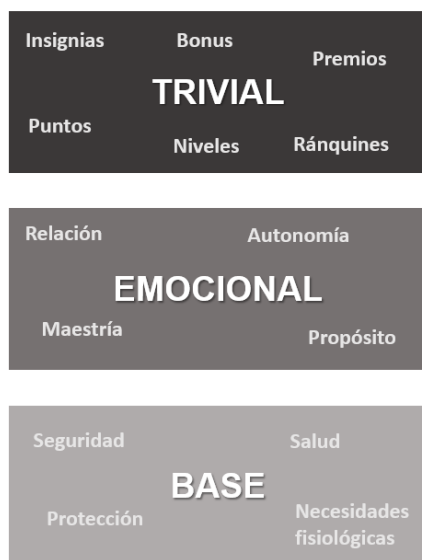 Insignias
Bonus
Premios
TRIVIAL
Puntos
Niveles
Ránquines
Relación
Autonomía
EMOCIONAL
Maestría
Propósito
Seguridad
Salud
BASE
Protección
Necesidades
fisiológicas